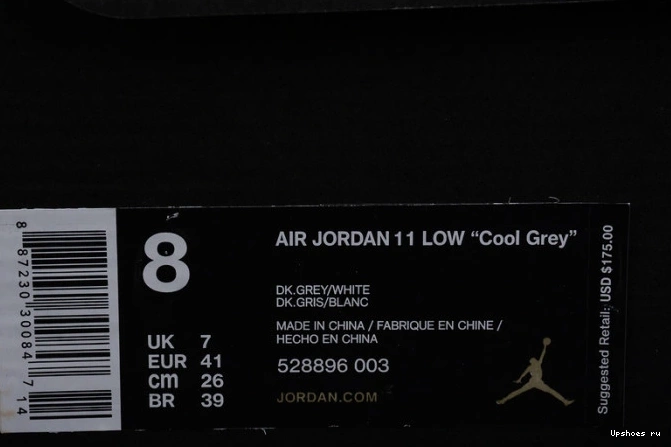 8 87230 30084 7 14
8
UK 7
EUR 41
cm 26
BR 39
AIR JORDAN 11 LOW “Cool Grey”
DK.GREY/WHITE
DK.GRIS/BLANC
MADE IN CHINA / FABRIQUE EN CHINE /
HECHO EN CHINA
528896 003
JORDAN.COM
Suggested Retail: USD $175.00
Upshoes ru